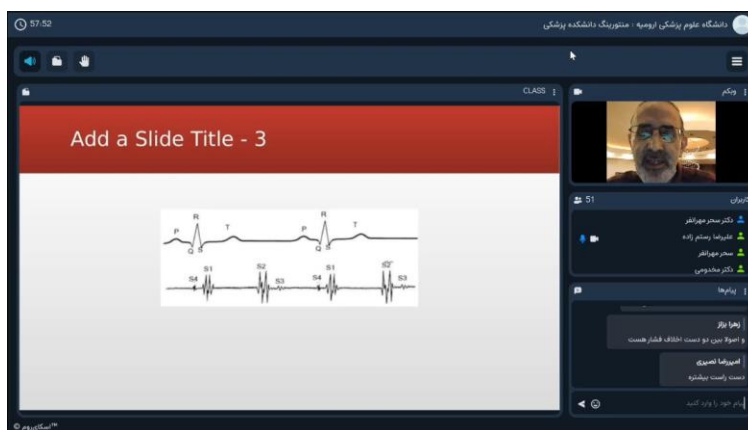 57:52
دانشگاه علوم پزشکی ارومیه : منتورینگ دانشکده پزشکی
CLASS
وبکم
Add a Slide Title - 3
P R Q S T P R Q S T
S4 S1 S2 S3 S4 S1 S2 S3
51
کاربران
دکتر سحر مهرانفر
علیرضا رستم زاده
سحر مهرانفر
دکتر مخدومی
پیام‌ها
زهرا بزاز
و اصولا بین دو دست اختلاف فشار هست
امیررضا نصیری
دست راست بیشتره
پیام خود را وارد کنید
© اسکای‌روم™